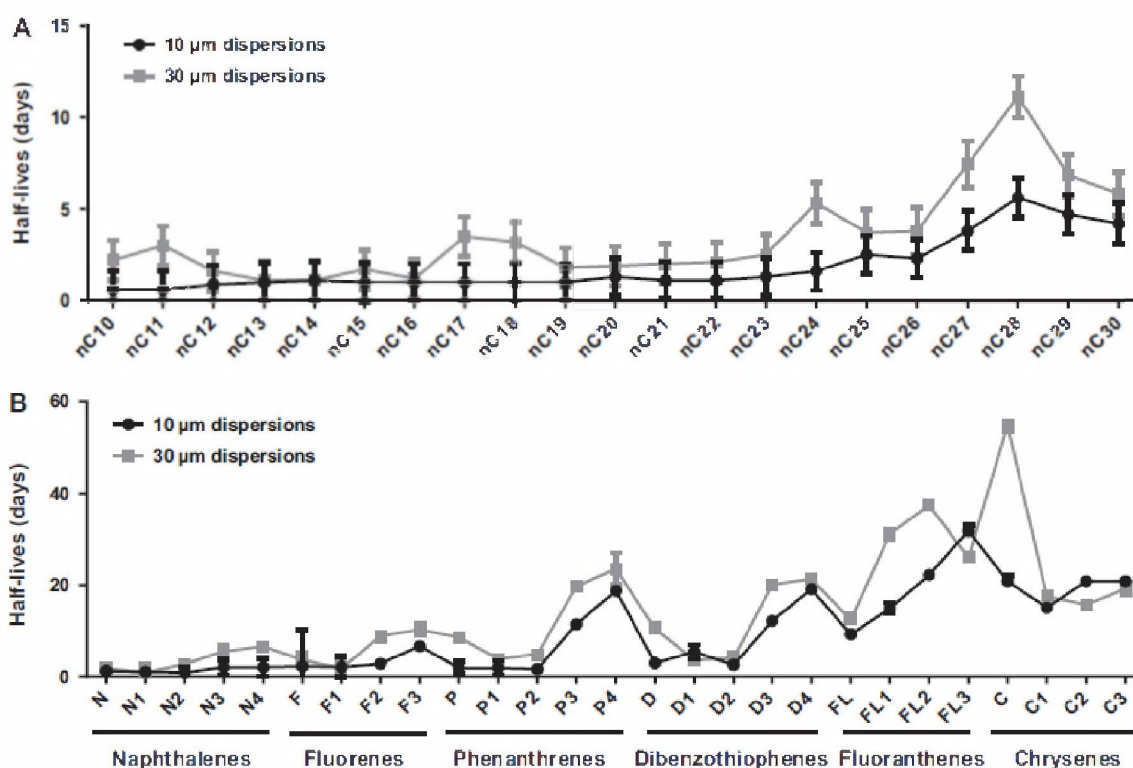 A
15
10 µm dispersions
30 µm dispersions
10
Half-lives (days)
5
0
nC10 nC11 nC12 nC13 nC14 nC15 nC16 nC17 nC18 nC19 nC20 nC21 nC22 nC23 nC24 nC25 nC26 nC27 nC28 nC29 nC30
B
60
10 µm dispersions
30 µm dispersions
40
Half-lives (days)
20
0
N N1 N2 N3 N4 F F1 F2 F3 P P1 P2 P3 P4 D D1 D2 D3 D4 FL FL1 FL2 FL3 C C1 C2 C3
Naphthalenes Fluorenes Phenanthrenes Dibenzothiophenes Fluoranthenes Chrysenes